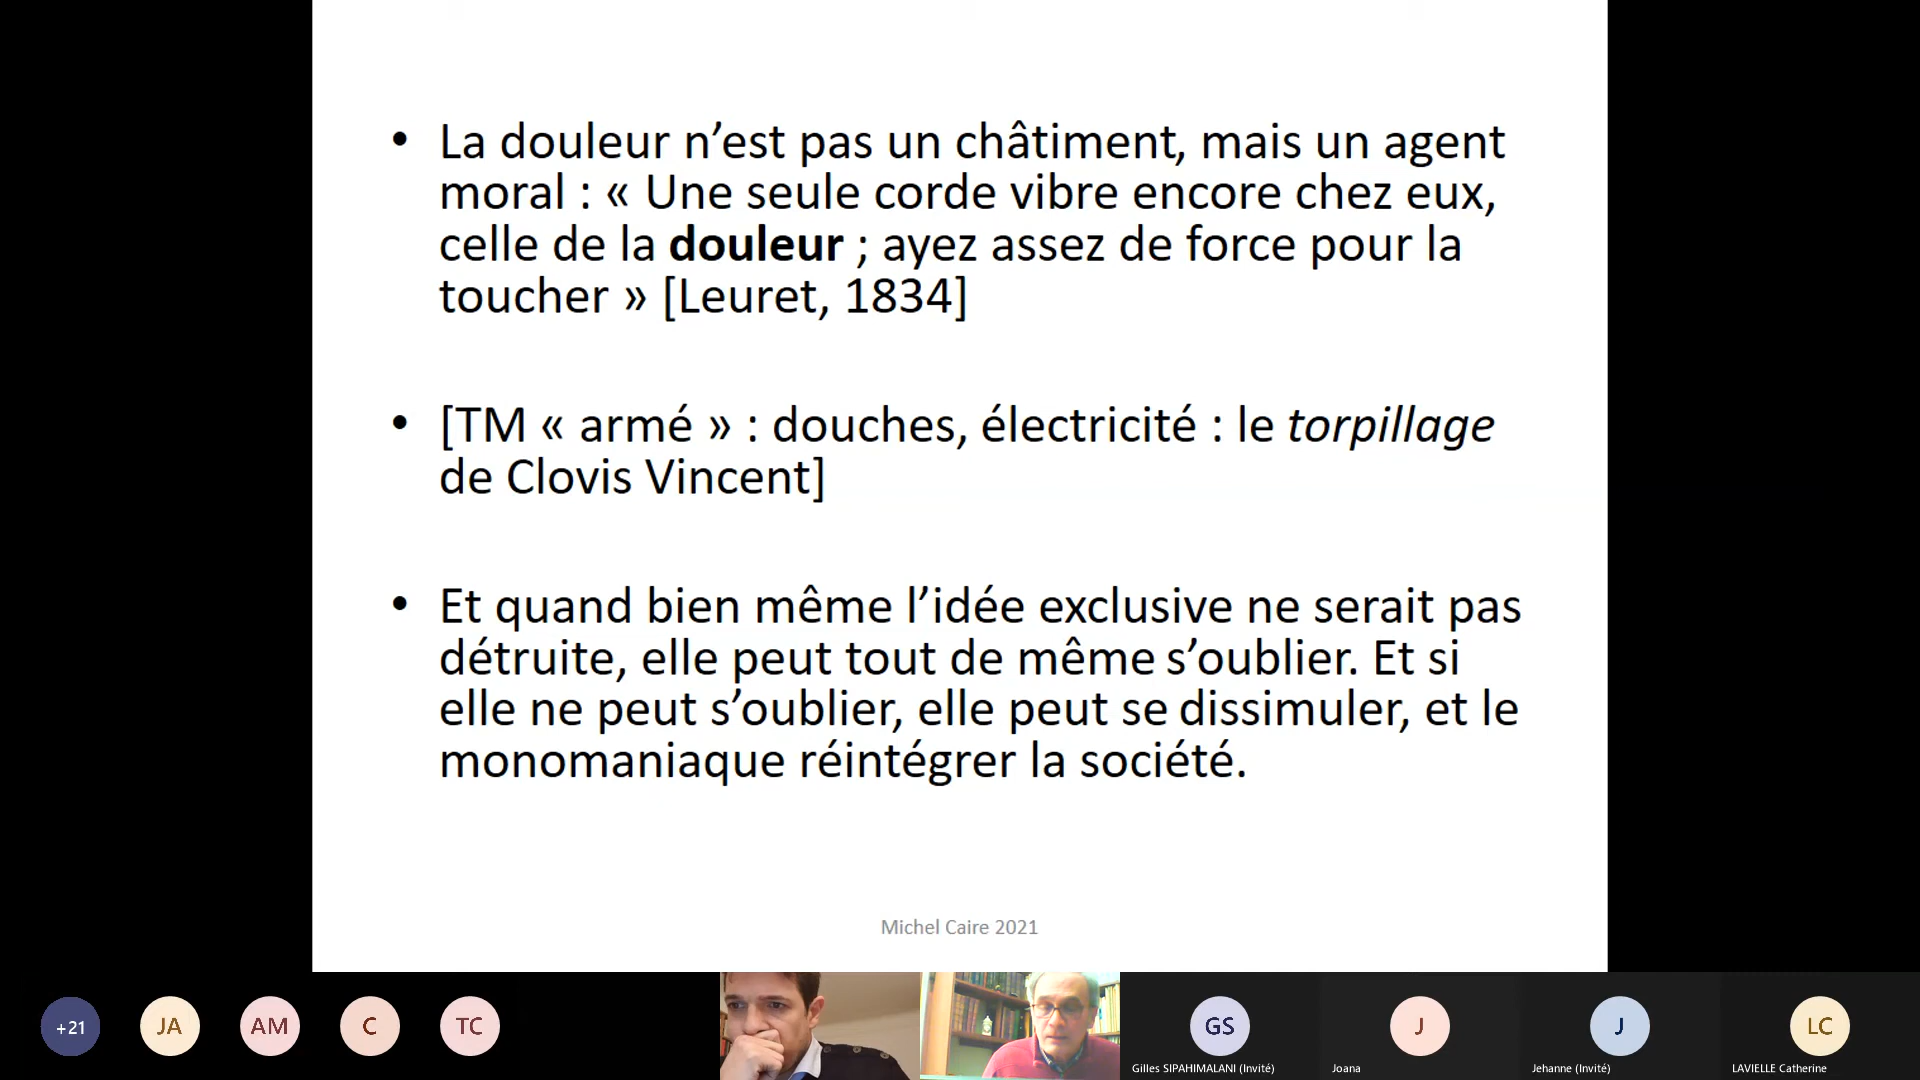 • La douleur n’est pas un châtiment, mais un agent
moral : « Une seule corde vibre encore chez eux,
celle de la douleur ; ayez assez de force pour la
toucher » [Leuret, 1834]
• [TM « armé » : douches, électricité : le torpillage
de Clovis Vincent]
• Et quand bien même l’idée exclusive ne serait pas
détruite, elle peut tout de même s’oublier. Et si
elle ne peut s’oublier, elle peut se dissimuler, et le
monomaniaque réintégrer la société.
Michel Caire 2021
+21
JA
AM
C
TC
GS
J
J
LC
Gilles SIPAHIMALANI (Invité)
Joana
Jehanne (Invité)
LAVIELLE Catherine